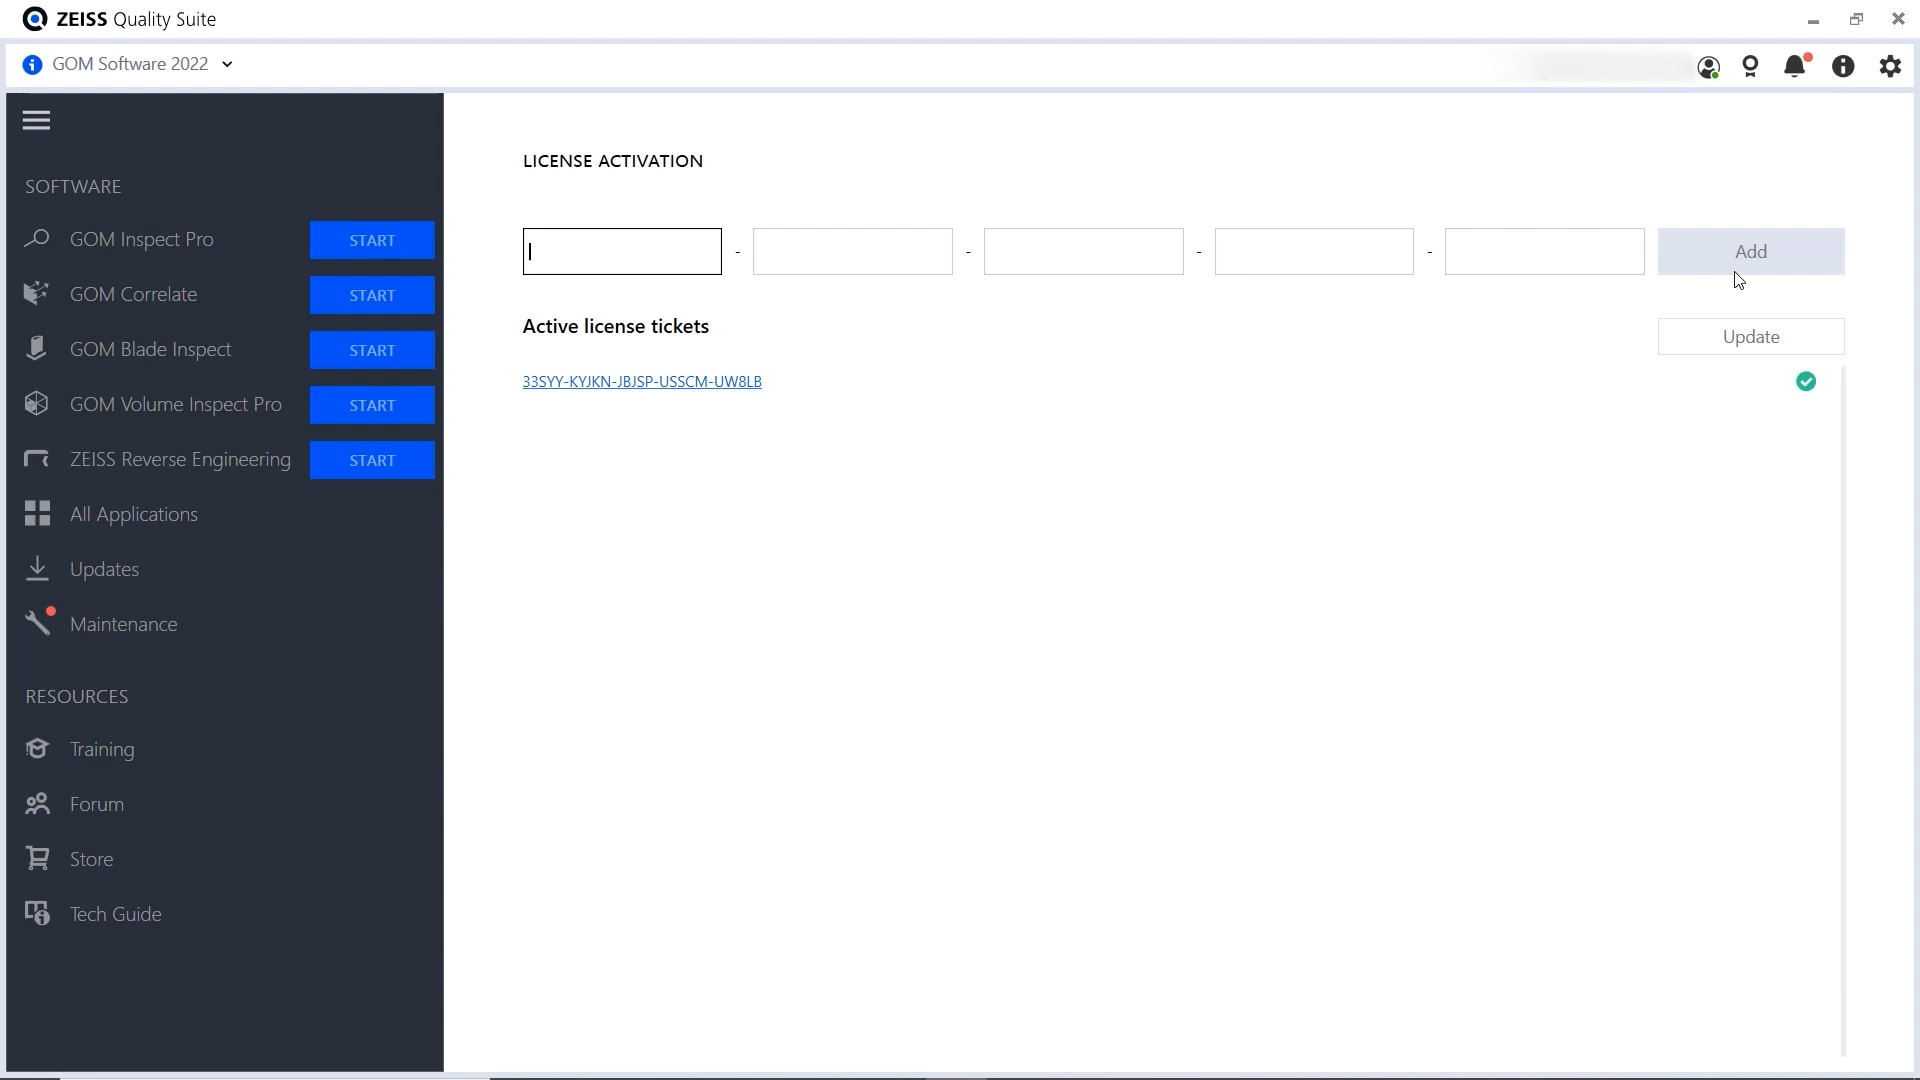 ZEISS Quality Suite
GOM Software 2022
SOFTWARE
GOM Inspect Pro START
GOM Correlate START
GOM Blade Inspect START
GOM Volume Inspect Pro START
ZEISS Reverse Engineering START
All Applications
Updates
Maintenance
RESOURCES
Training
Forum
Store
Tech Guide
LICENSE ACTIVATION
- - - - Add
Active license tickets
Update
33SYY-KYJKN-JBJSP-USSCM-UW8LB